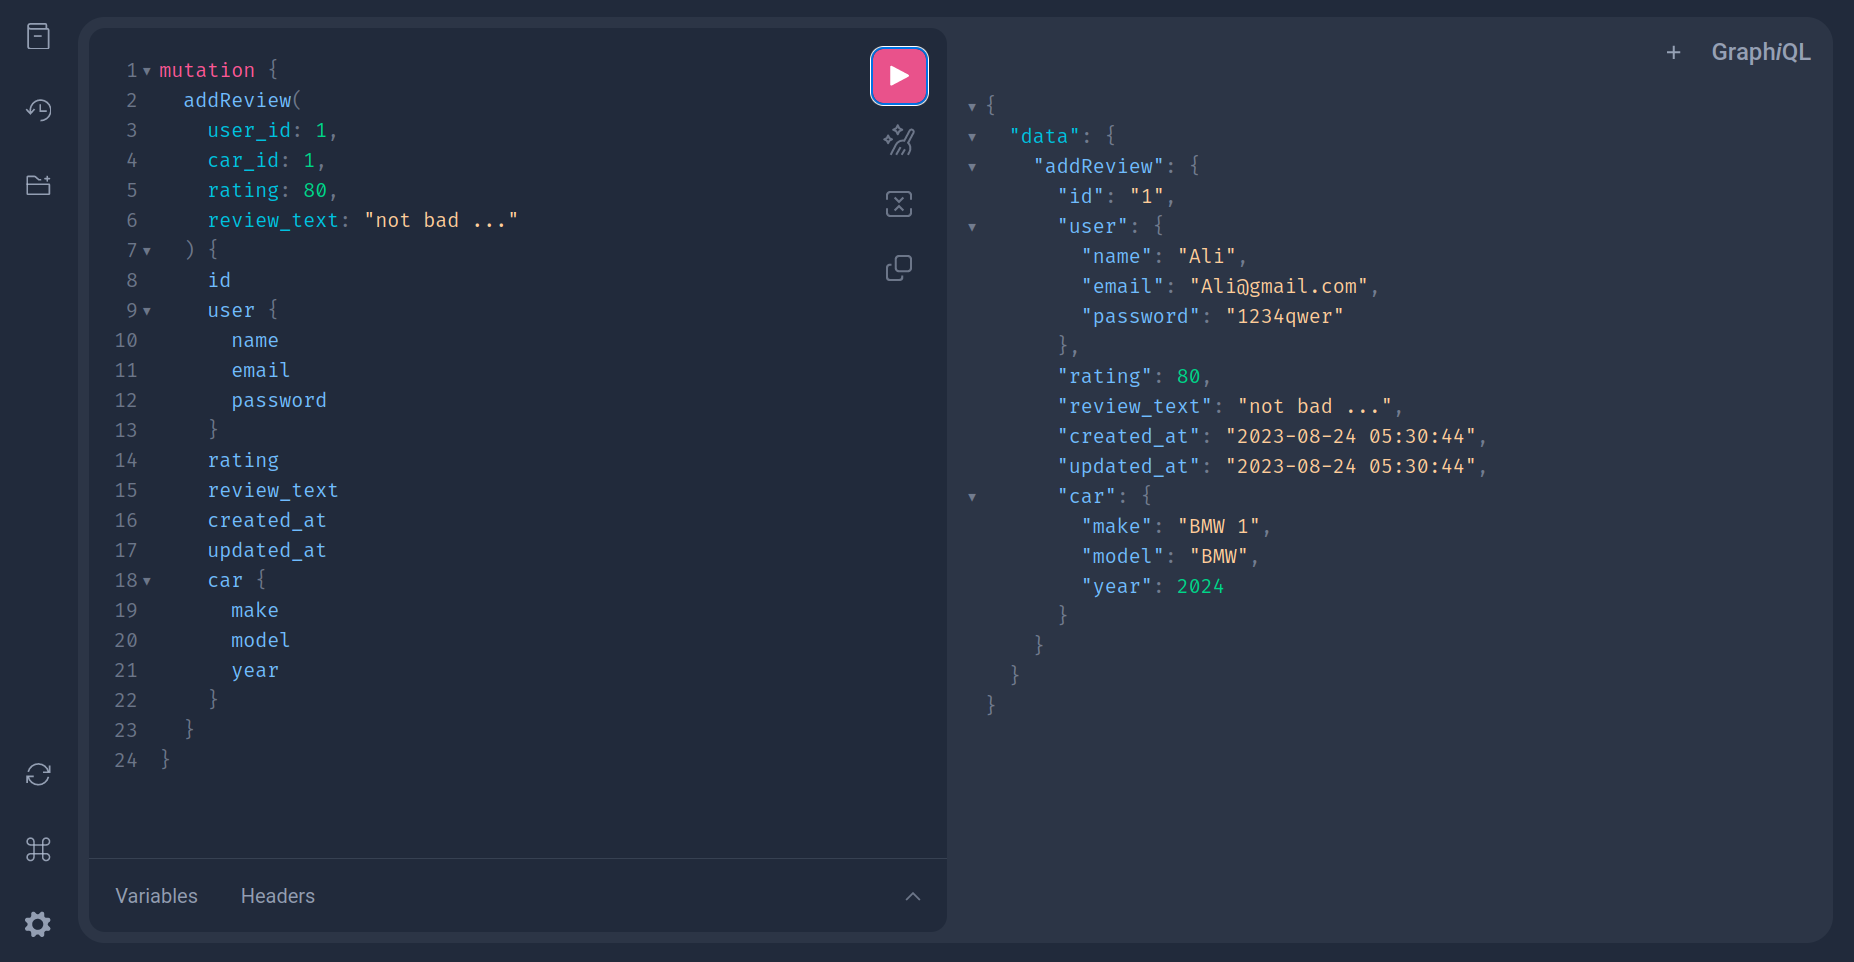 1 mutation {
2 addReview(
3 user_id: 1,
4 car_id: 1,
5 rating: 80,
6 review_text: "not bad ..."
7 ) {
8 id
9 user {
10 name
11 email
12 password
13 }
14 rating
15 review_text
16 created_at
17 updated_at
18 car {
19 make
20 model
21 year
22 }
23 }
24 }
Variables Headers
+ GraphiQL
{
"data": {
"addReview": {
"id": "1",
"user": {
"name": "Ali",
"email": "Ali@gmail.com",
"password": "1234qwer"
},
"rating": 80,
"review_text": "not bad ...",
"created_at": "2023-08-24 05:30:44",
"updated_at": "2023-08-24 05:30:44",
"car": {
"make": "BMW 1",
"model": "BMW",
"year": 2024
}
}
}
}